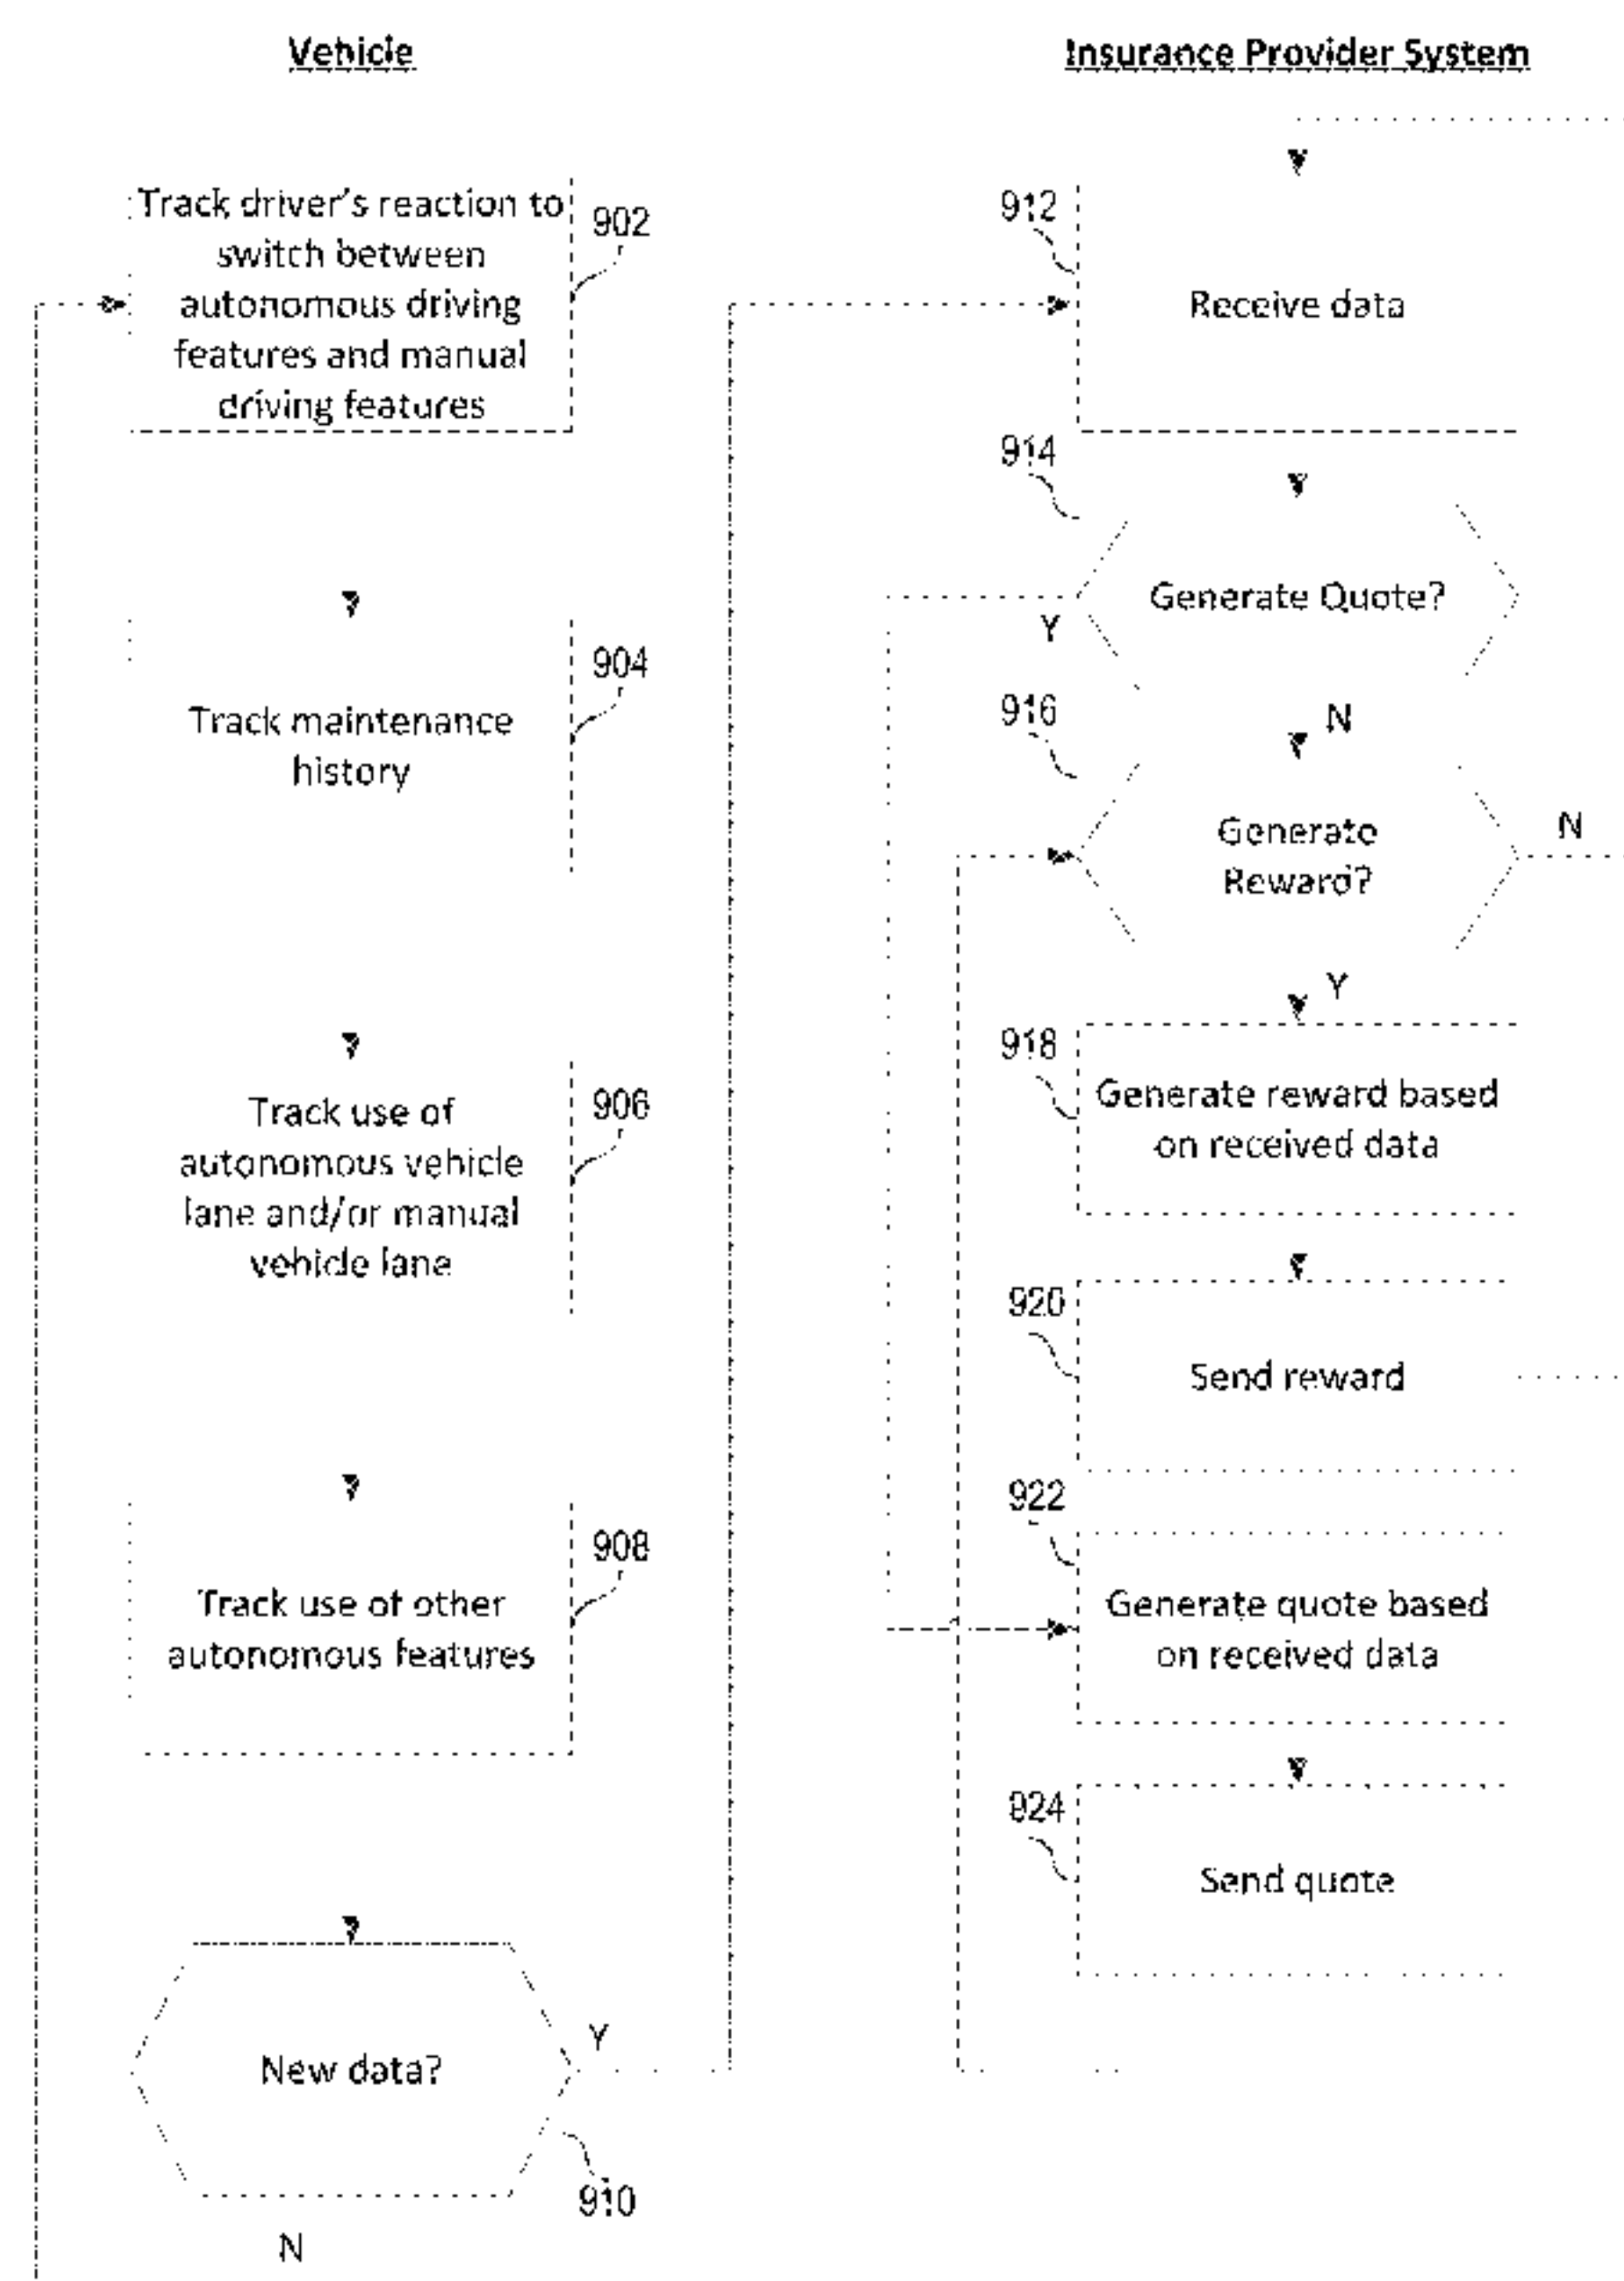 Vehicle
Track driver's reaction to
switch between
autonomous driving
features and manual
driving features
902
Track maintenance
history
904
Track use of
autonomous vehicle
lane and/or manual
vehicle lane
906
Track use of other
autonomous features
908
New data?
Y
910
N
Insurance Provider System
912
Receive data
914
Generate Quote?
Y
N
916
Generate
Reward?
N
Y
918
Generate reward based
on received data
920
Send reward
922
Generate quote based
on received data
924
Send quote